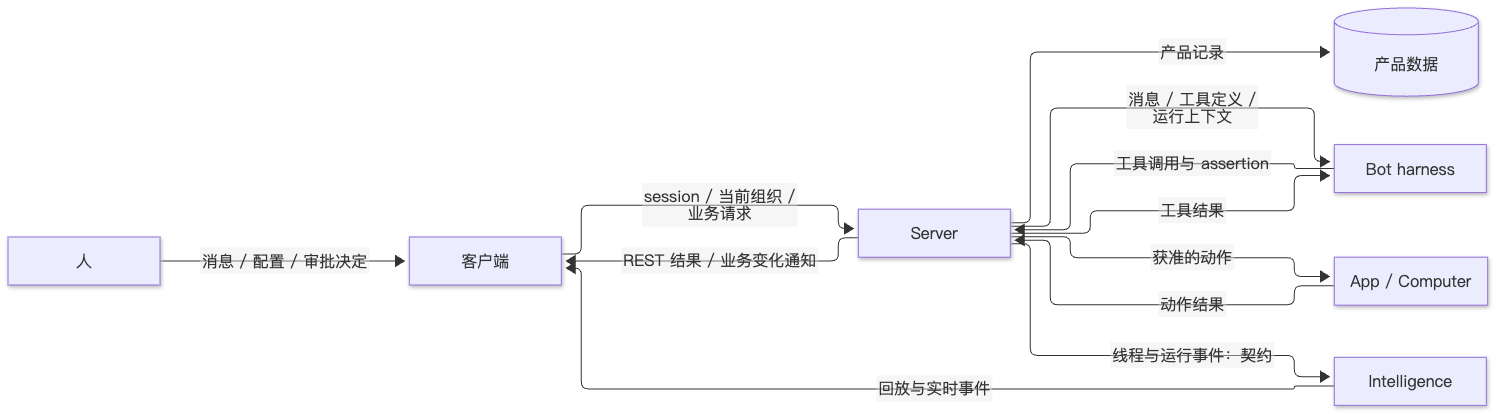 产品记录
产品数据
消息 / 工具定义 /
运行上下文
工具调用与 assertion
Bot harness
session / 当前组织 /
业务请求
工具结果
Server
人
消息 / 配置 / 审批决定
客户端
REST 结果 / 业务变化通知
获准的动作
App / Computer
动作结果
线程与运行事件：契约
Intelligence
回放与实时事件